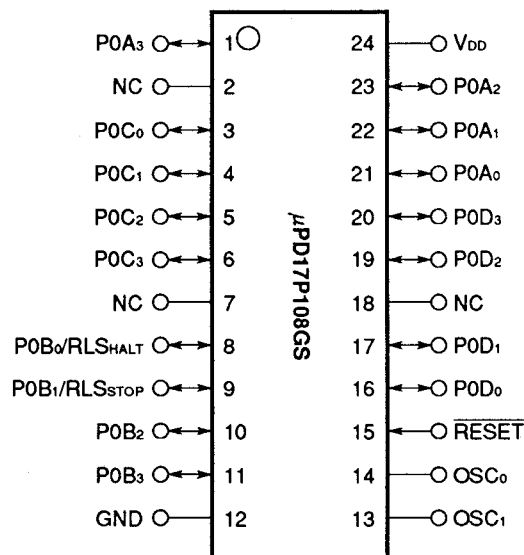 P0A₃ 1 24 VDD
NC 2 23 P0A₂
P0C₀ 3 22 P0A₁
P0C₁ 4 21 P0A₀
P0C₂ 5 20 P0D₃
P0C₃ 6 19 P0D₂
NC 7 18 NC
P0B₀/RLSHALT 8 17 P0D₁
P0B₁/RLSSTOP 9 16 P0D₀
P0B₂ 10 15 RESET
P0B₃ 11 14 OSC₀
GND 12 13 OSC₁
μPD17P108GS